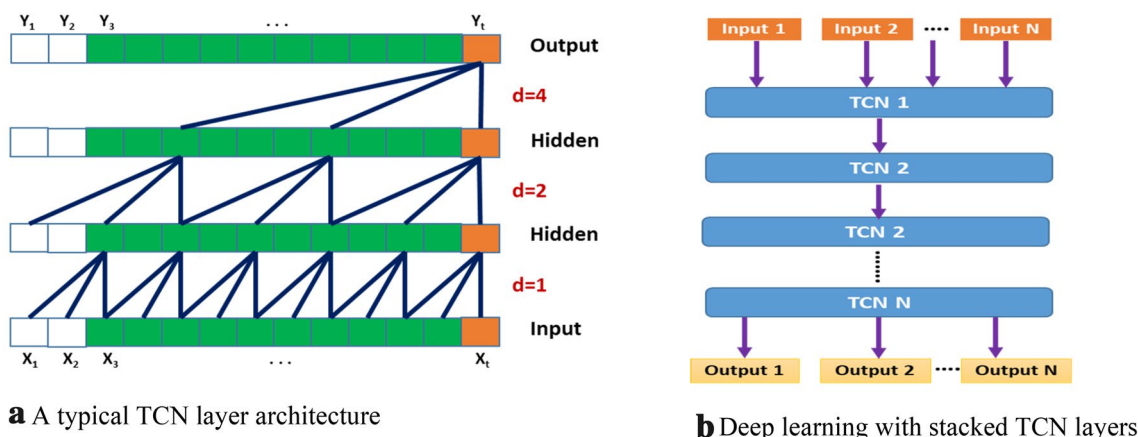 Y1 Y2 Y3 ... Yt
Output
d=4
Hidden
d=2
Hidden
d=1
Input
X1 X2 X3 ... Xt
a A typical TCN layer architecture
Input 1 Input 2 .... Input N
TCN 1
TCN 2
TCN 2
TCN N
Output 1 Output 2 .... Output N
b Deep learning with stacked TCN layers